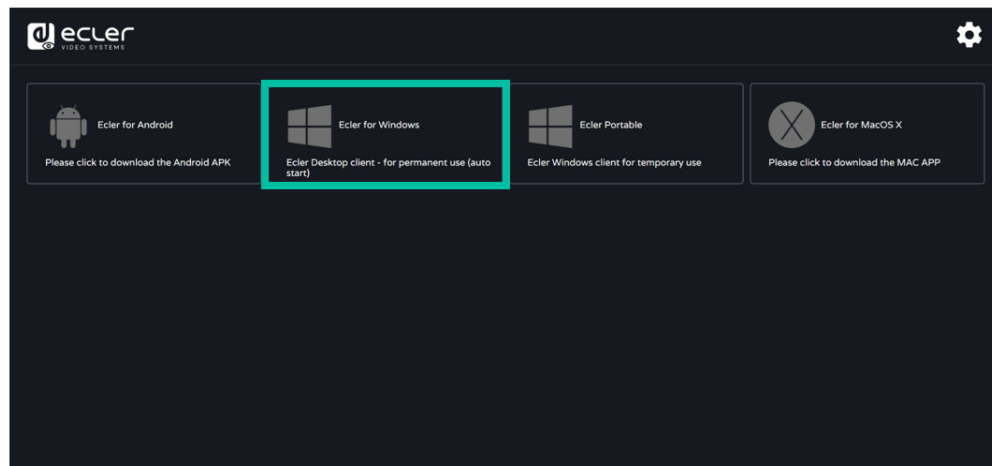 ecler
VIDEO SYSTEMS
Ecler for Android
Please click to download the Android APK
Ecler for Windows
Ecler Desktop client - for permanent use (auto
start)
Ecler Portable
Ecler Windows client for temporary use
X
Ecler for MacOS X
Please click to download the MAC APP